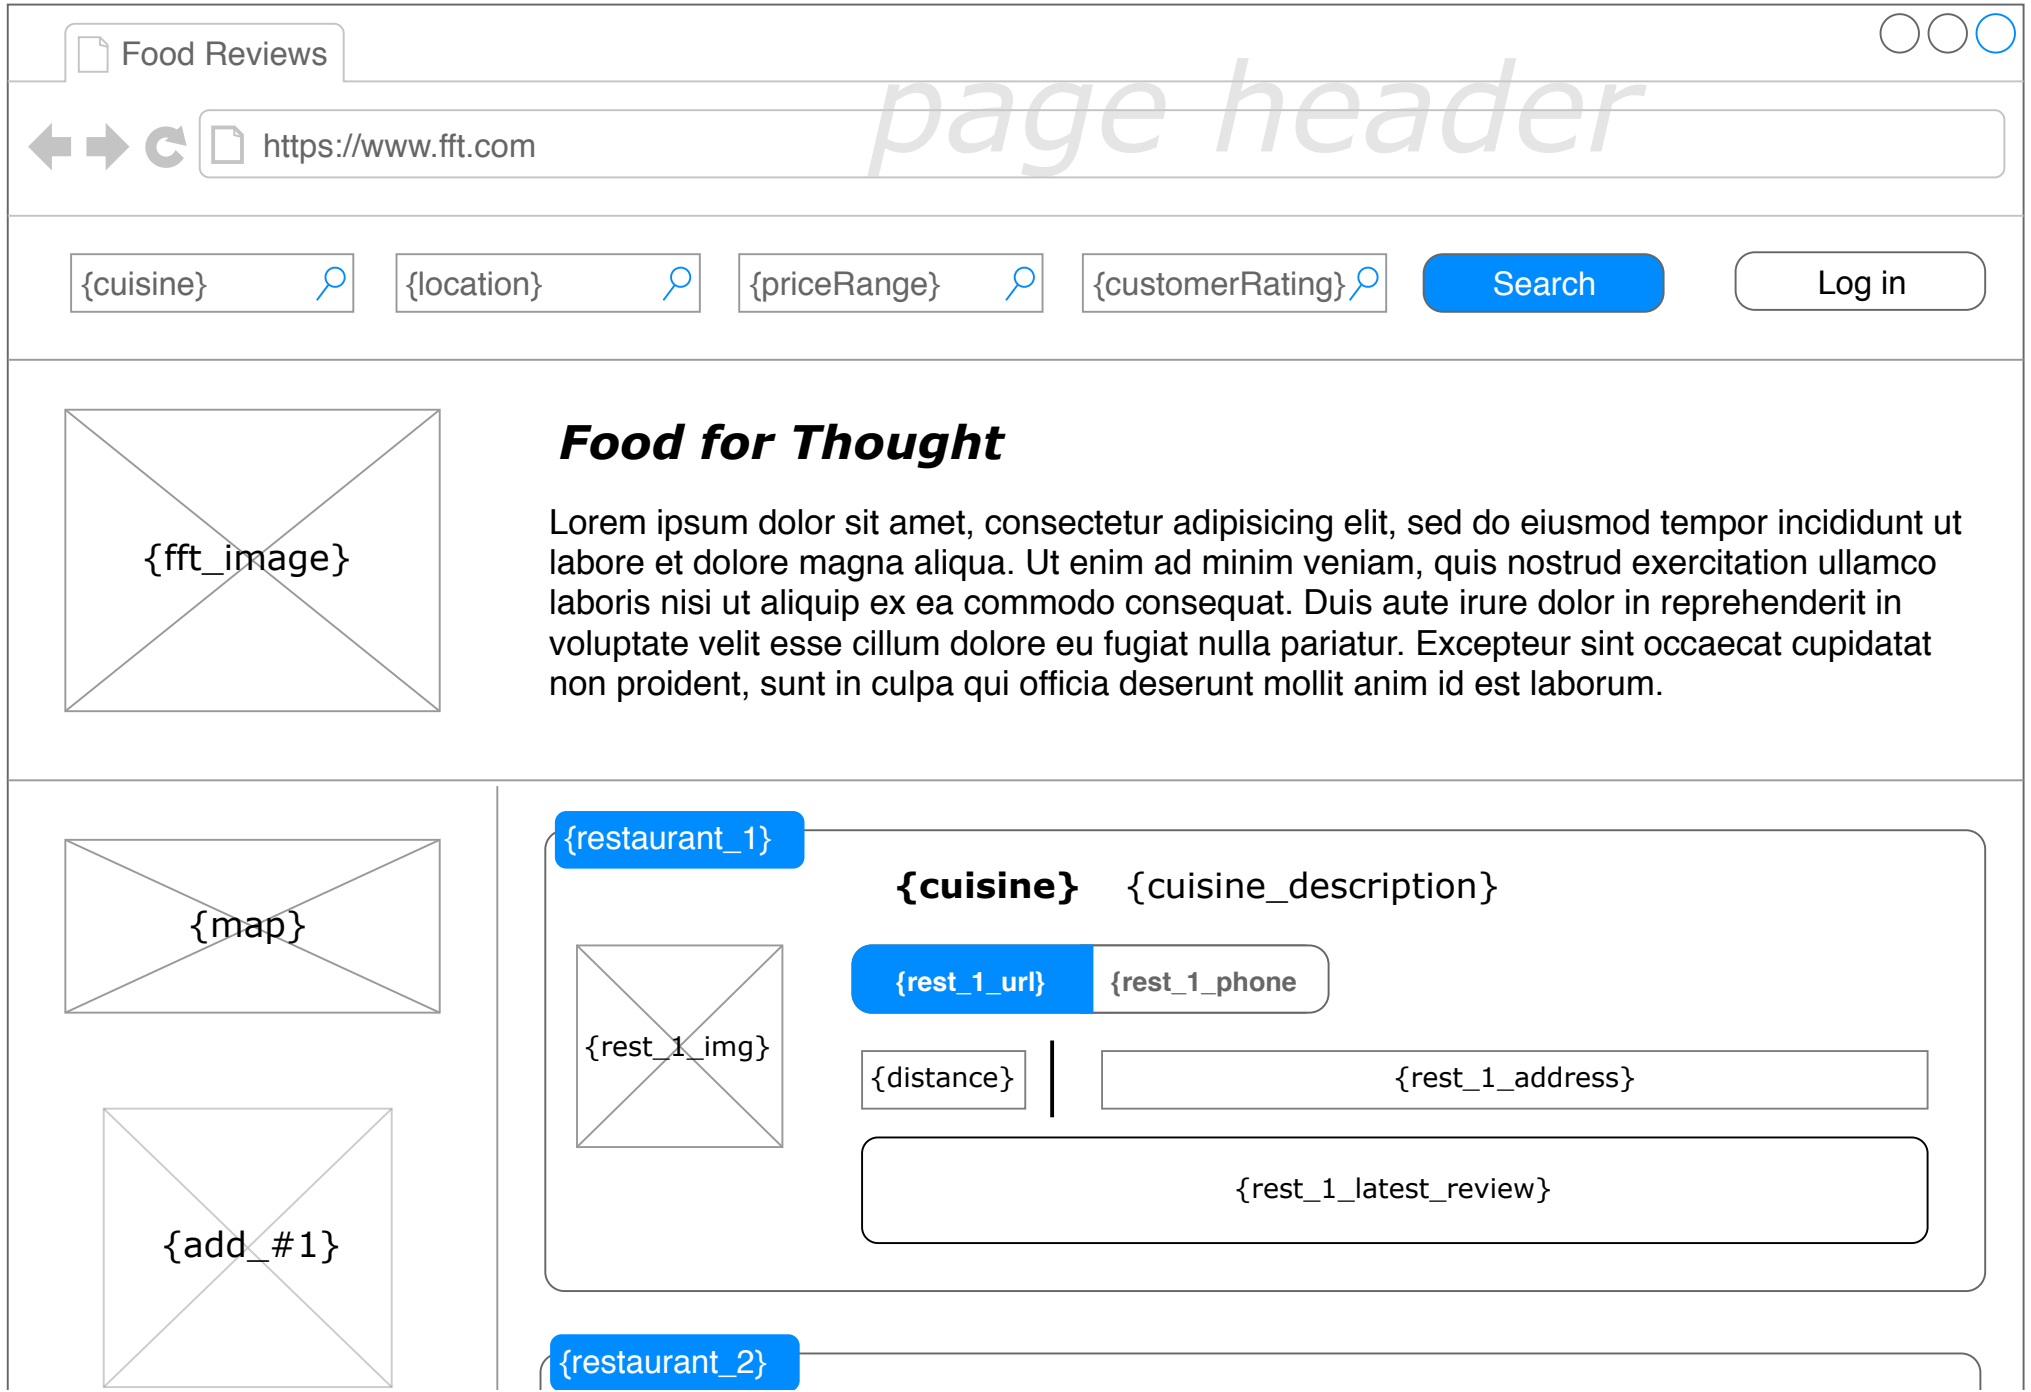 Food Reviews
page header
https://www.fft.com
{cuisine} {location} {priceRange} {customerRating} Search Log in
Food for Thought
Lorem ipsum dolor sit amet, consectetur adipisicing elit, sed do eiusmod tempor incididunt ut
labore et dolore magna aliqua. Ut enim ad minim veniam, quis nostrud exercitation ullamco
laboris nisi ut aliquip ex ea commodo consequat. Duis aute irure dolor in reprehenderit in
voluptate velit esse cillum dolore eu fugiat nulla pariatur. Excepteur sint occaecat cupidatat
non proident, sunt in culpa qui officia deserunt mollit anim id est laborum.
{fft_image}
{map}
{add_#1}
{restaurant_1}
{cuisine} {cuisine_description}
{rest_1_url} {rest_1_phone
{rest_1_img}
{distance} {rest_1_address}
{rest_1_latest_review}
{restaurant_2}